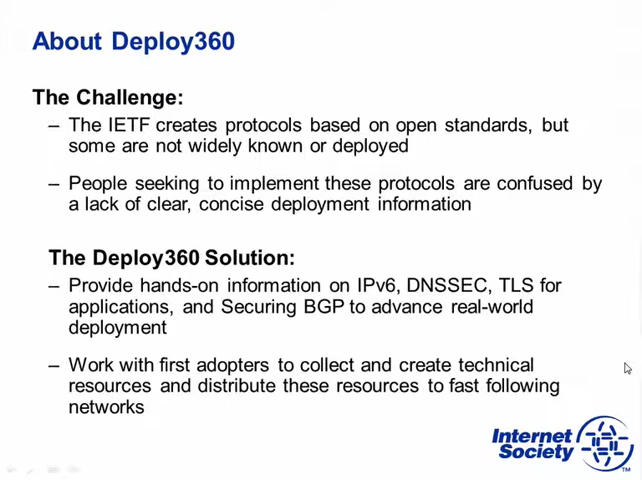 About Deploy360
The Challenge:
– The IETF creates protocols based on open standards, but
some are not widely known or deployed
– People seeking to implement these protocols are confused by
a lack of clear, concise deployment information
The Deploy360 Solution:
– Provide hands-on information on IPv6, DNSSEC, TLS for
applications, and Securing BGP to advance real-world
deployment
– Work with first adopters to collect and create technical
resources and distribute these resources to fast following
networks
Internet
Society
TM